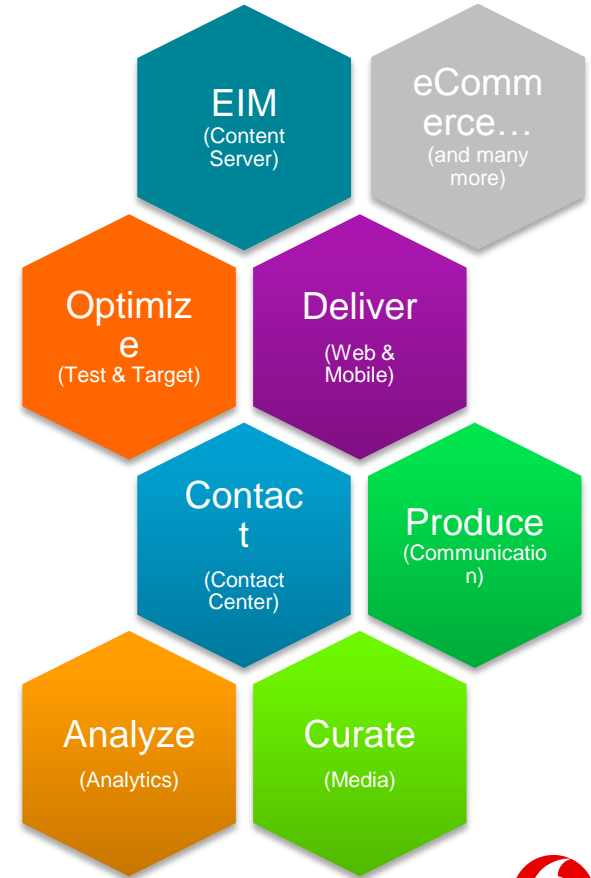 EIM
(Content
Server)
eComm
erce…
(and many
more)
Optimiz
e
(Test & Target)
Deliver
(Web &
Mobile)
Contac
t
(Contact
Center)
Produce
(Communicatio
n)
Analyze
(Analytics)
Curate
(Media)